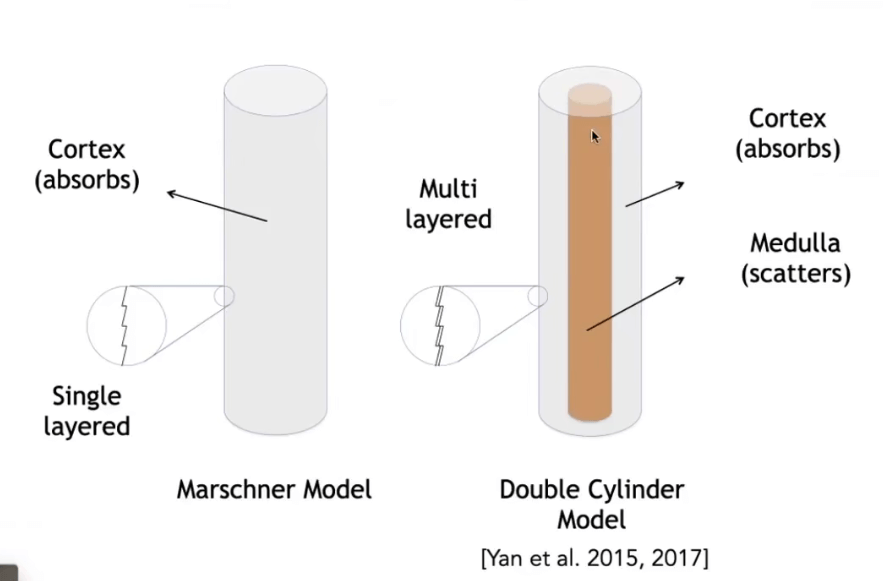 Cortex
(absorbs)
Single
layered
Marschner Model
Multi
layered
Cortex
(absorbs)
Medulla
(scatters)
Double Cylinder
Model
[Yan et al. 2015, 2017]